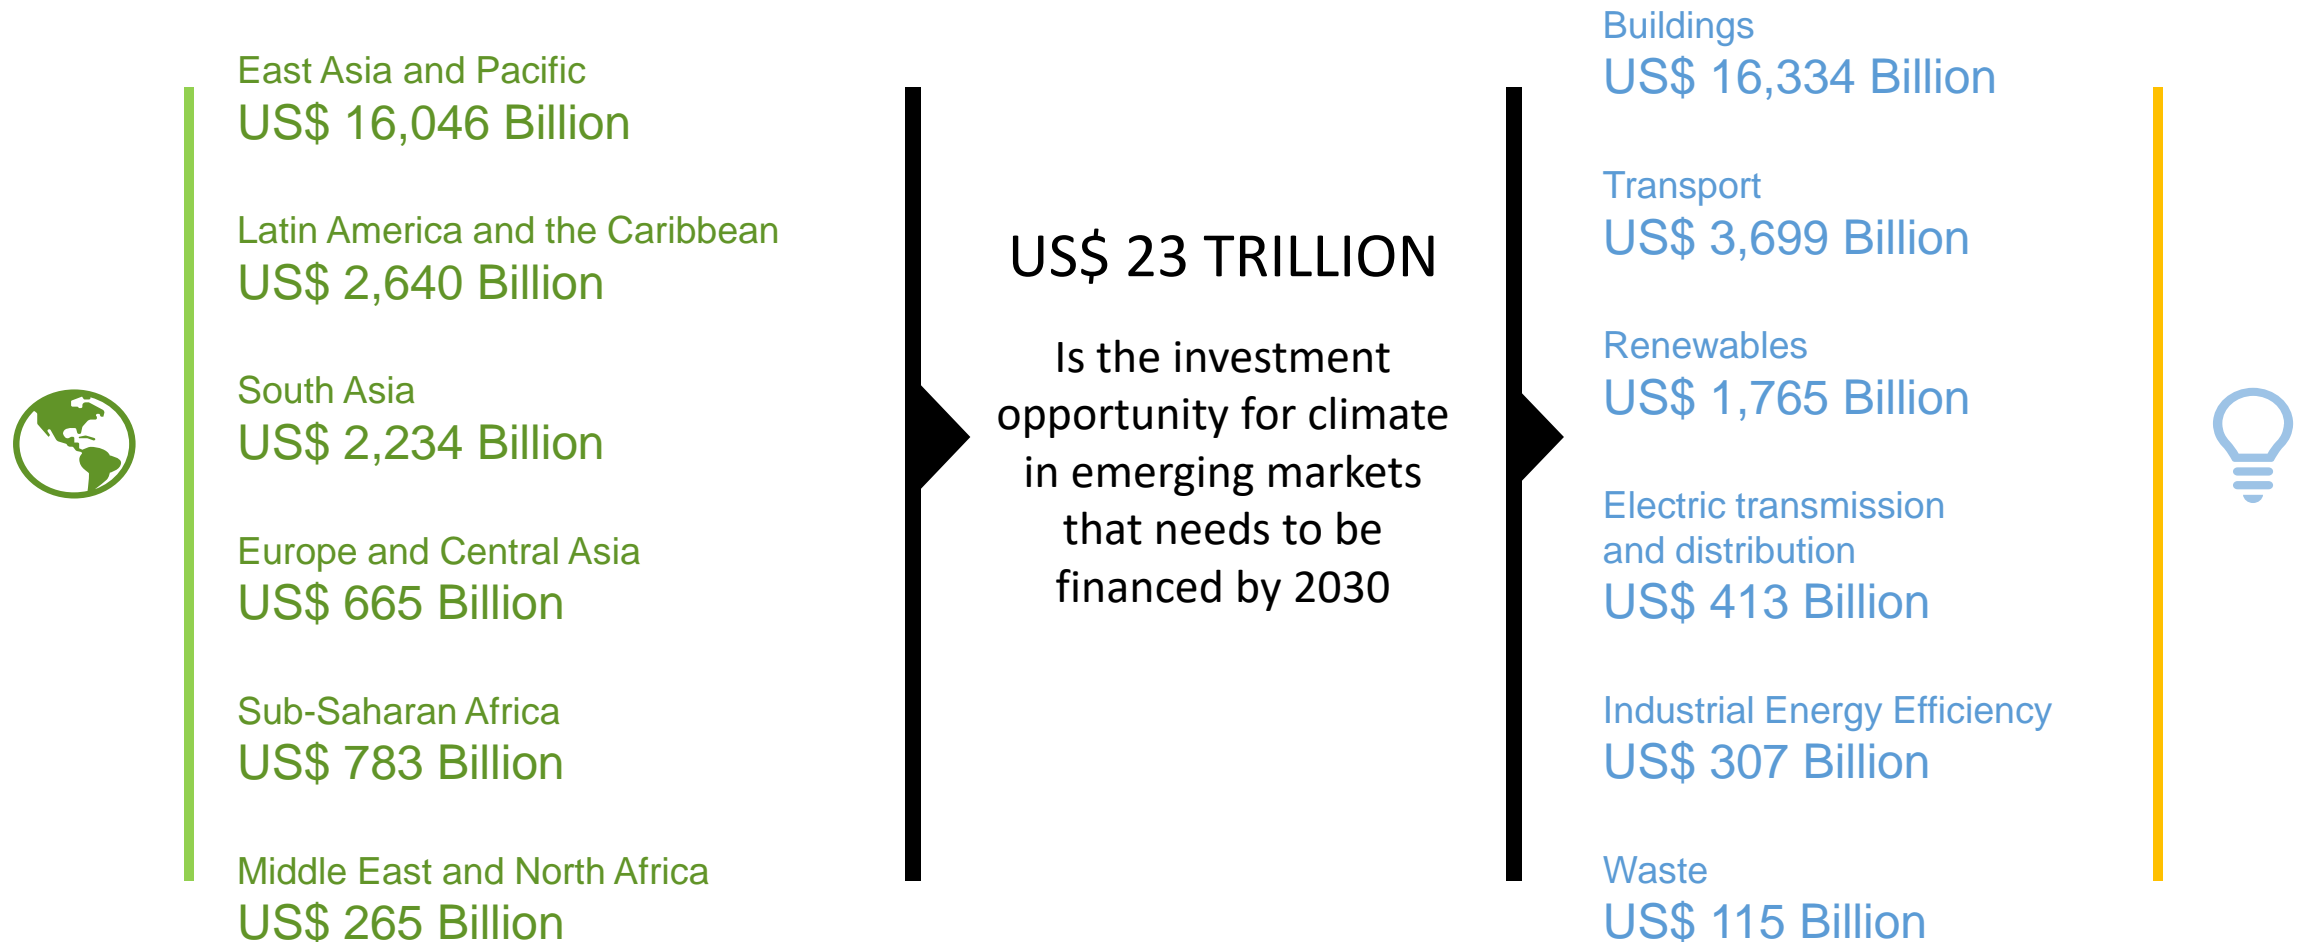 East Asia and Pacific
US$ 16,046 Billion
Latin America and the Caribbean
US$ 2,640 Billion
South Asia
US$ 2,234 Billion
Europe and Central Asia
US$ 665 Billion
Sub-Saharan Africa
US$ 783 Billion
Middle East and North Africa
US$ 265 Billion
US$ 23 TRILLION
Is the investment
opportunity for climate
in emerging markets
that needs to be
financed by 2030
Buildings
US$ 16,334 Billion
Transport
US$ 3,699 Billion
Renewables
US$ 1,765 Billion
Electric transmission
and distribution
US$ 413 Billion
Industrial Energy Efficiency
US$ 307 Billion
Waste
US$ 115 Billion